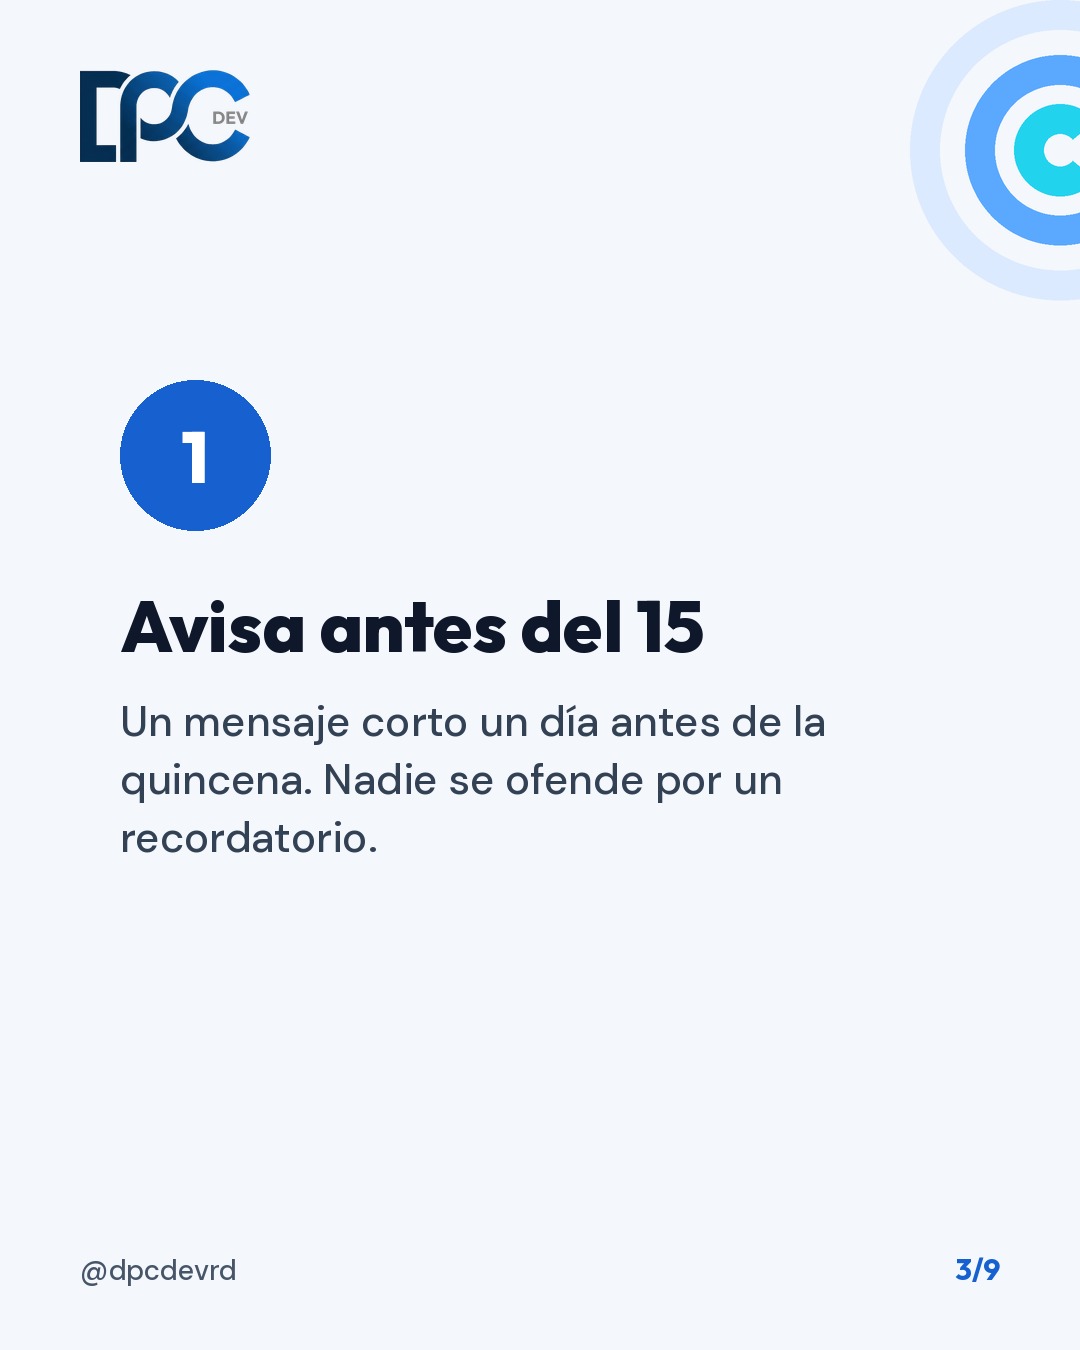 DPC DEV
1
Avisa antes del 15
Un mensaje corto un día antes de la
quincena. Nadie se ofende por un
recordatorio.
@dpcdevrd
3/9